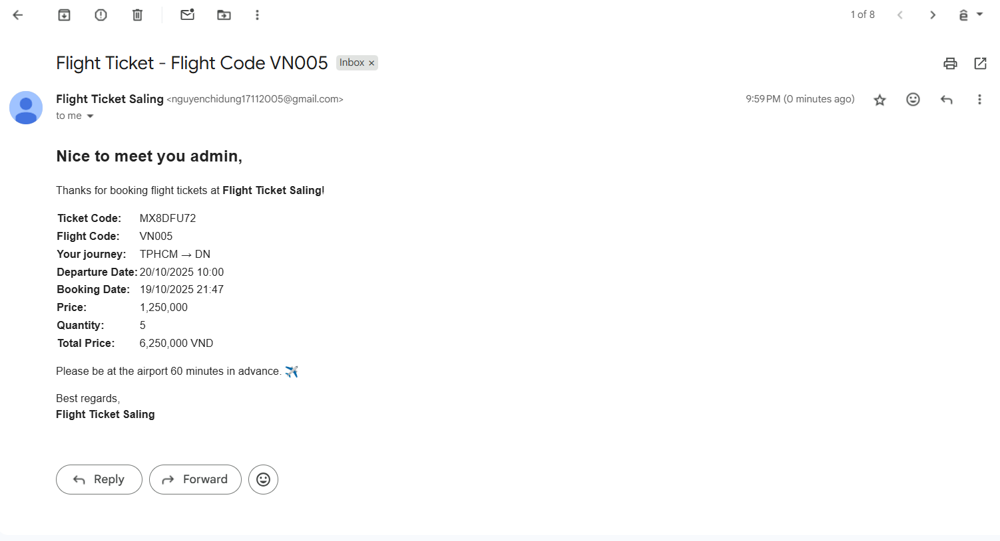 1 of 8
Flight Ticket - Flight Code VN005 Inbox ×
Flight Ticket Saling <nguyenchidung17112005@gmail.com> 9:59 PM (0 minutes ago)
to me
Nice to meet you admin,
Thanks for booking flight tickets at Flight Ticket Saling!
Ticket Code: MX8DFU72
Flight Code: VN005
Your journey: TPHCM → DN
Departure Date: 20/10/2025 10:00
Booking Date: 19/10/2025 21:47
Price: 1,250,000
Quantity: 5
Total Price: 6,250,000 VND
Please be at the airport 60 minutes in advance. ✈️
Best regards,
Flight Ticket Saling
Reply Forward